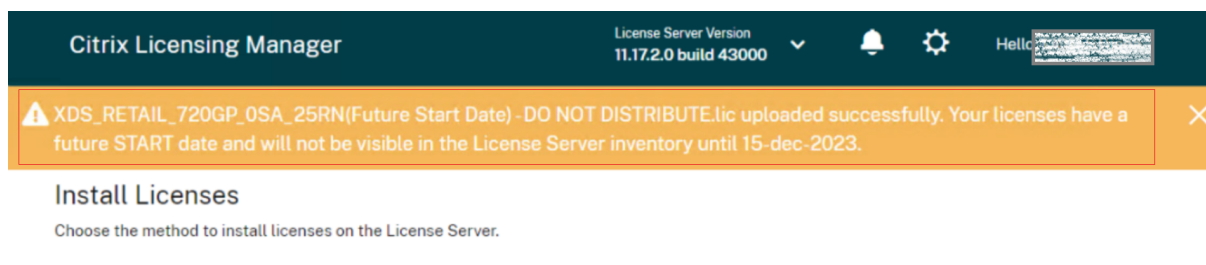 Citrix Licensing Manager
License Server Version
11.17.2.0 build 43000
Hello
XDS_RETAIL_720GP_0SA_25RN(Future Start Date) -DO NOT DISTRIBUTE.lic uploaded successfully. Your licenses have a
future START date and will not be visible in the License Server inventory until 15-dec-2023.
Install Licenses
Choose the method to install licenses on the License Server.